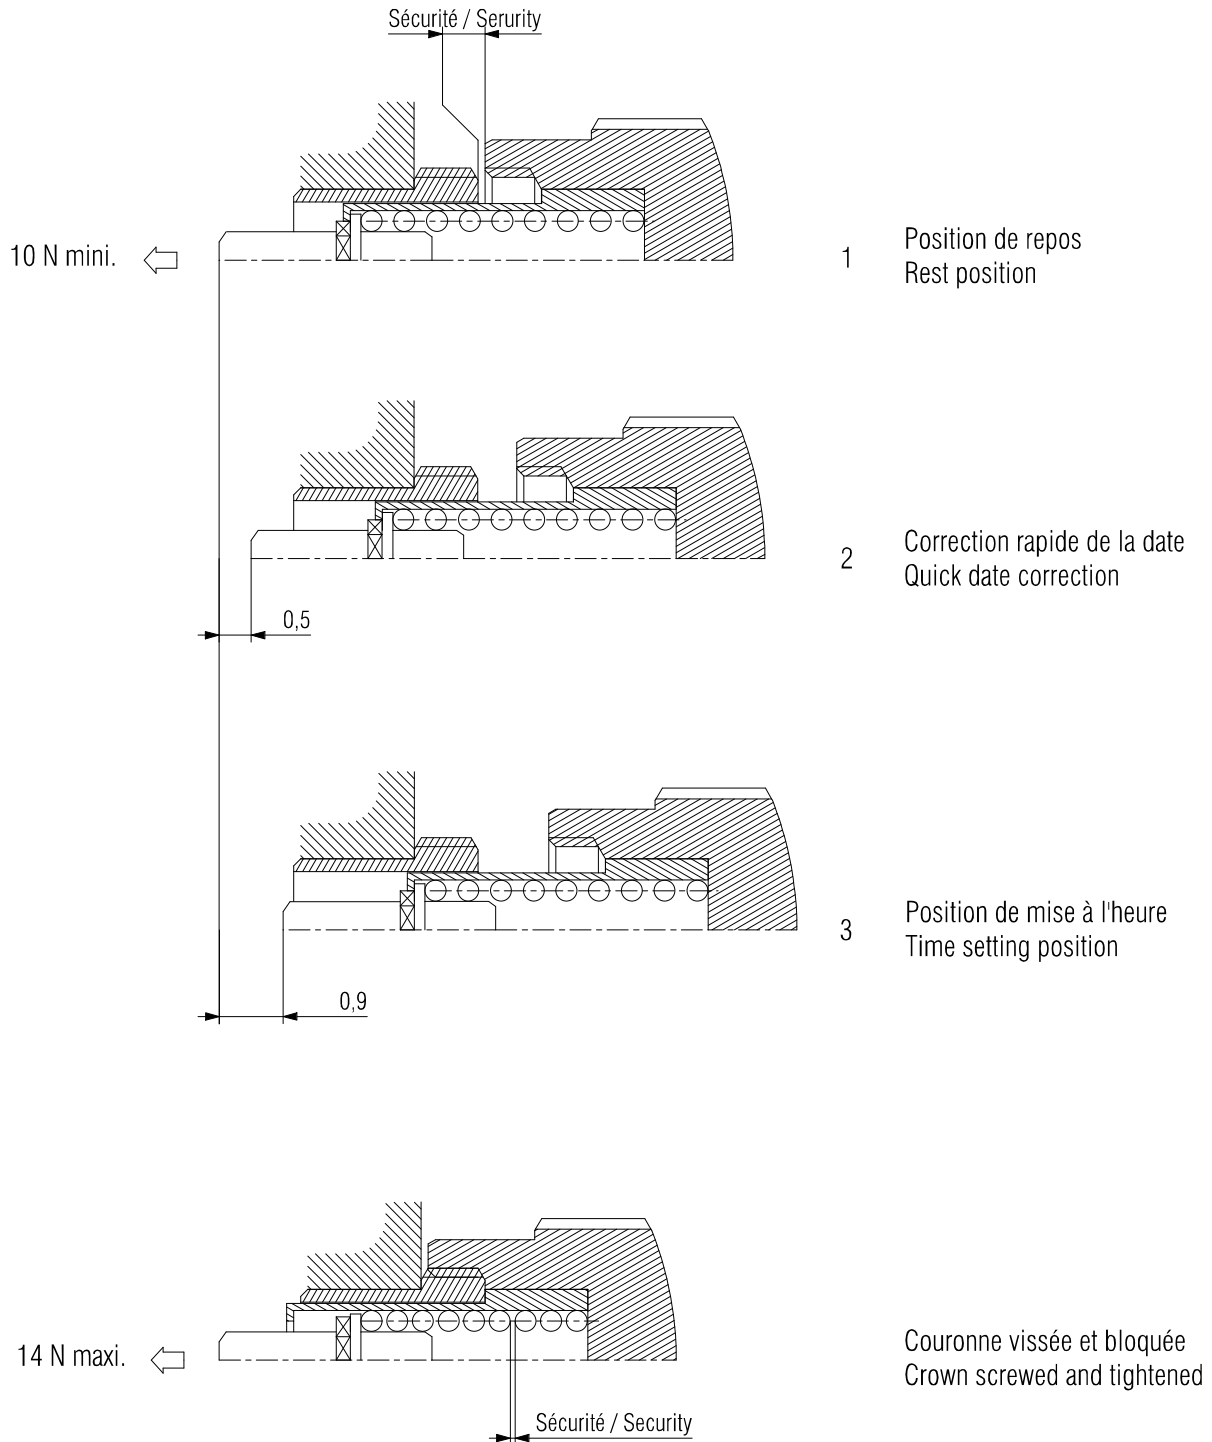 Sécurité / Serurity
10 N mini.
1
Position de repos
Rest position
2
Correction rapide de la date
Quick date correction
0,5
3
Position de mise à l'heure
Time setting position
0,9
14 N maxi.
Couronne vissée et bloquée
Crown screwed and tightened
Sécurité / Security